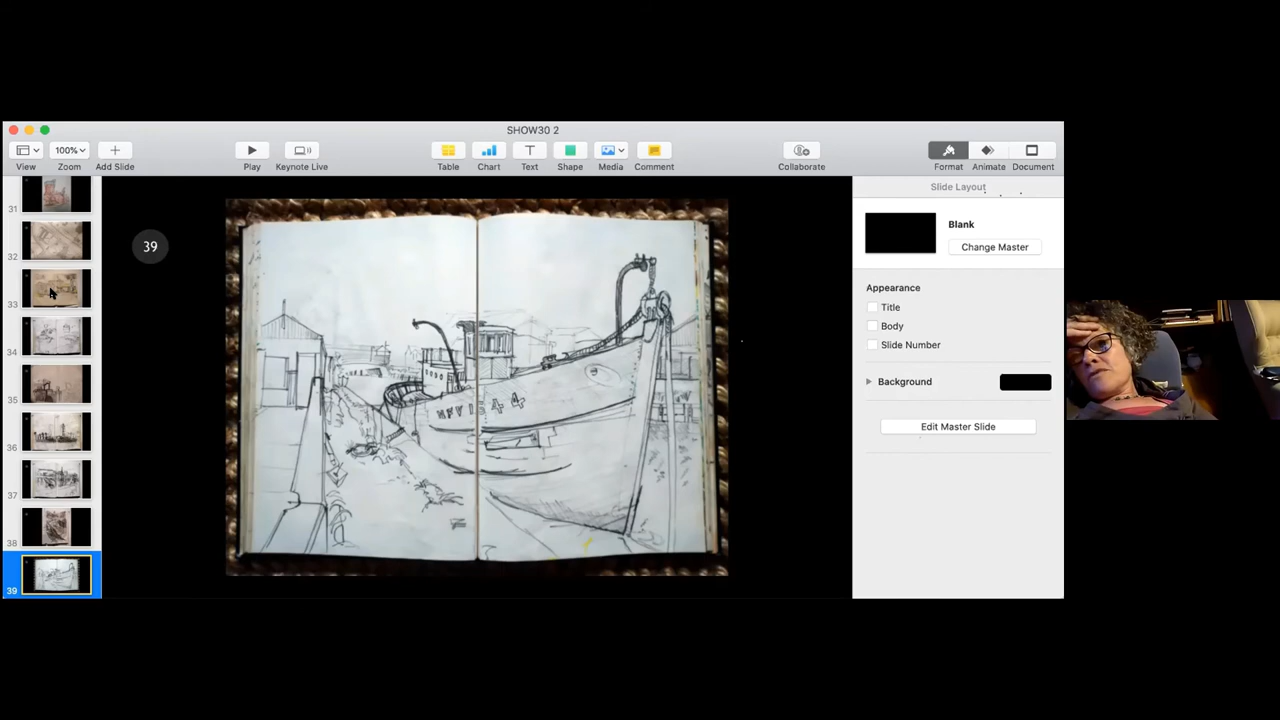 SHOW30 2
View
100%
Zoom
Add Slide
Play
Keynote Live
Table
Chart
Text
Shape
Media
Comment
Collaborate
Format
Animate
Document
31
32
33
34
35
36
37
38
39
39
Slide Layout
Blank
Change Master
Appearance
Title
Body
Slide Number
Background
Edit Master Slide